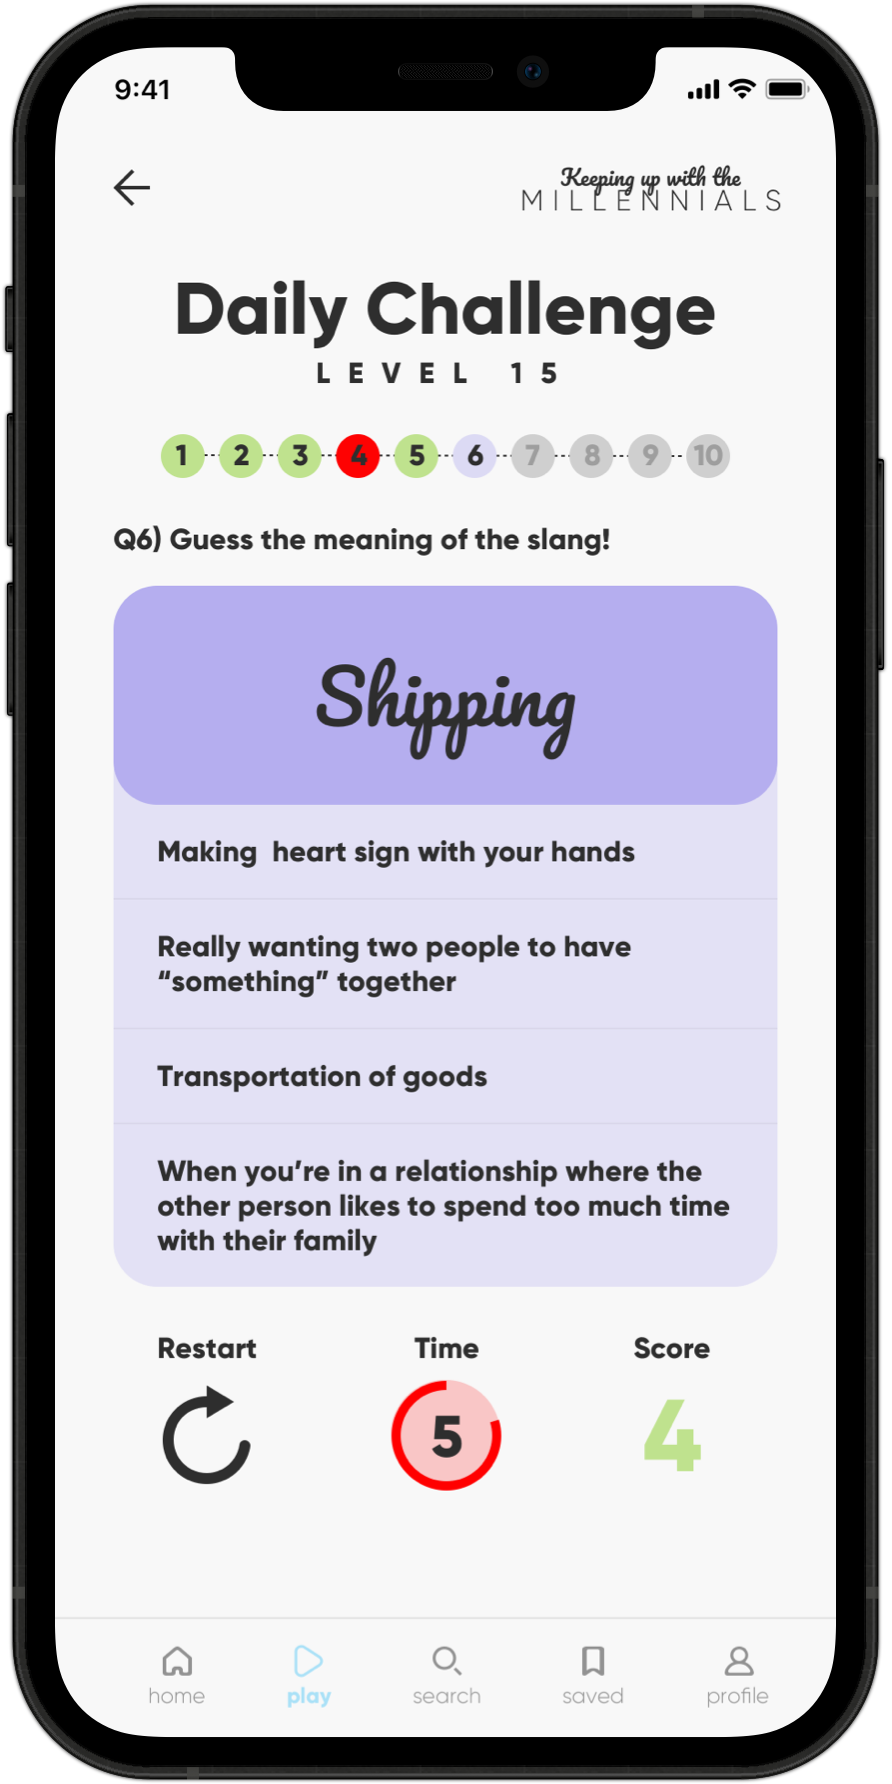 9:41
Keeping up with the
MILLENNIALS
Daily Challenge
LEVEL 15
1 2 3 4 5 6 7 8 9 10
Q6) Guess the meaning of the slang!
Shipping
Making  heart sign with your hands
Really wanting two people to have
“something” together
Transportation of goods
When you’re in a relationship where the
other person likes to spend too much time
with their family
Restart Time Score
5 4
home play search saved profile